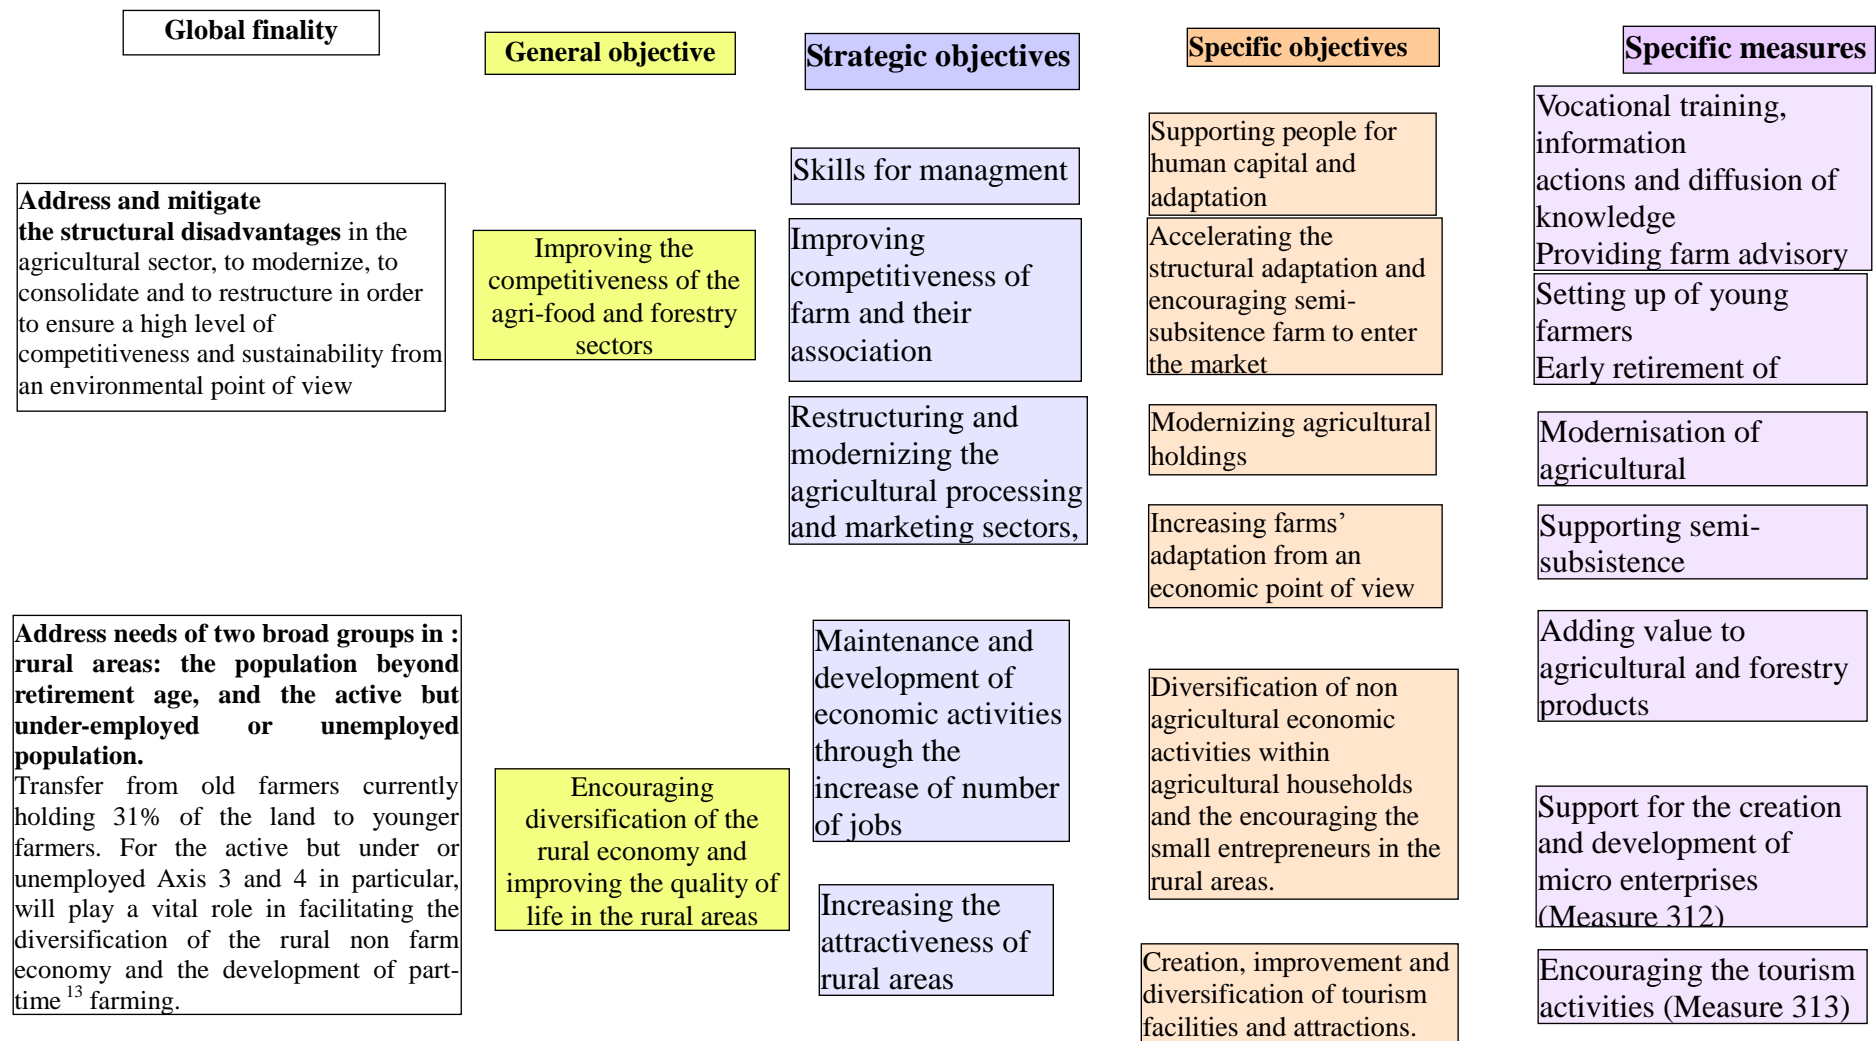 Global finality
General objective
Strategic objectives
Specific objectives
Specific measures
Address and mitigate
the structural disadvantages in the
agricultural sector, to modernize, to
consolidate and to restructure in order
to ensure a high level of
competitiveness and sustainability from
an environmental point of view
Improving the
competitiveness of the
agri-food and forestry
sectors
Skills for managment
Improving
competitiveness of
farm and their
association
Restructuring and
modernizing the
agricultural processing
and marketing sectors,
Supporting people for
human capital and
adaptation
Accelerating the
structural adaptation and
encouraging semi-
subsitence farm to enter
the market
Modernizing agricultural
holdings
Increasing farms’
adaptation from an
economic point of view
Vocational training,
information
actions and diffusion of
knowledge
Providing farm advisory
Setting up of young
farmers
Early retirement of
Modernisation of
agricultural
Supporting semi-
subsistence
Adding value to
agricultural and forestry
products
Address needs of two broad groups in :
rural areas: the population beyond
retirement age, and the active but
under-employed or unemployed
population.
Transfer from old farmers currently
holding 31% of the land to younger
farmers. For the active but under or
unemployed Axis 3 and 4 in particular,
will play a vital role in facilitating the
diversification of the rural non farm
economy and the development of part-
time 13 farming.
Encouraging
diversification of the
rural economy and
improving the quality of
life in the rural areas
Maintenance and
development of
economic activities
through the
increase of number
of jobs
Increasing the
attractiveness of
rural areas
Diversification of non
agricultural economic
activities within
agricultural households
and the encouraging the
small entrepreneurs in the
rural areas.
Creation, improvement and
diversification of tourism
facilities and attractions.
Support for the creation
and development of
micro enterprises
(Measure 312)
Encouraging the tourism
activities (Measure 313)